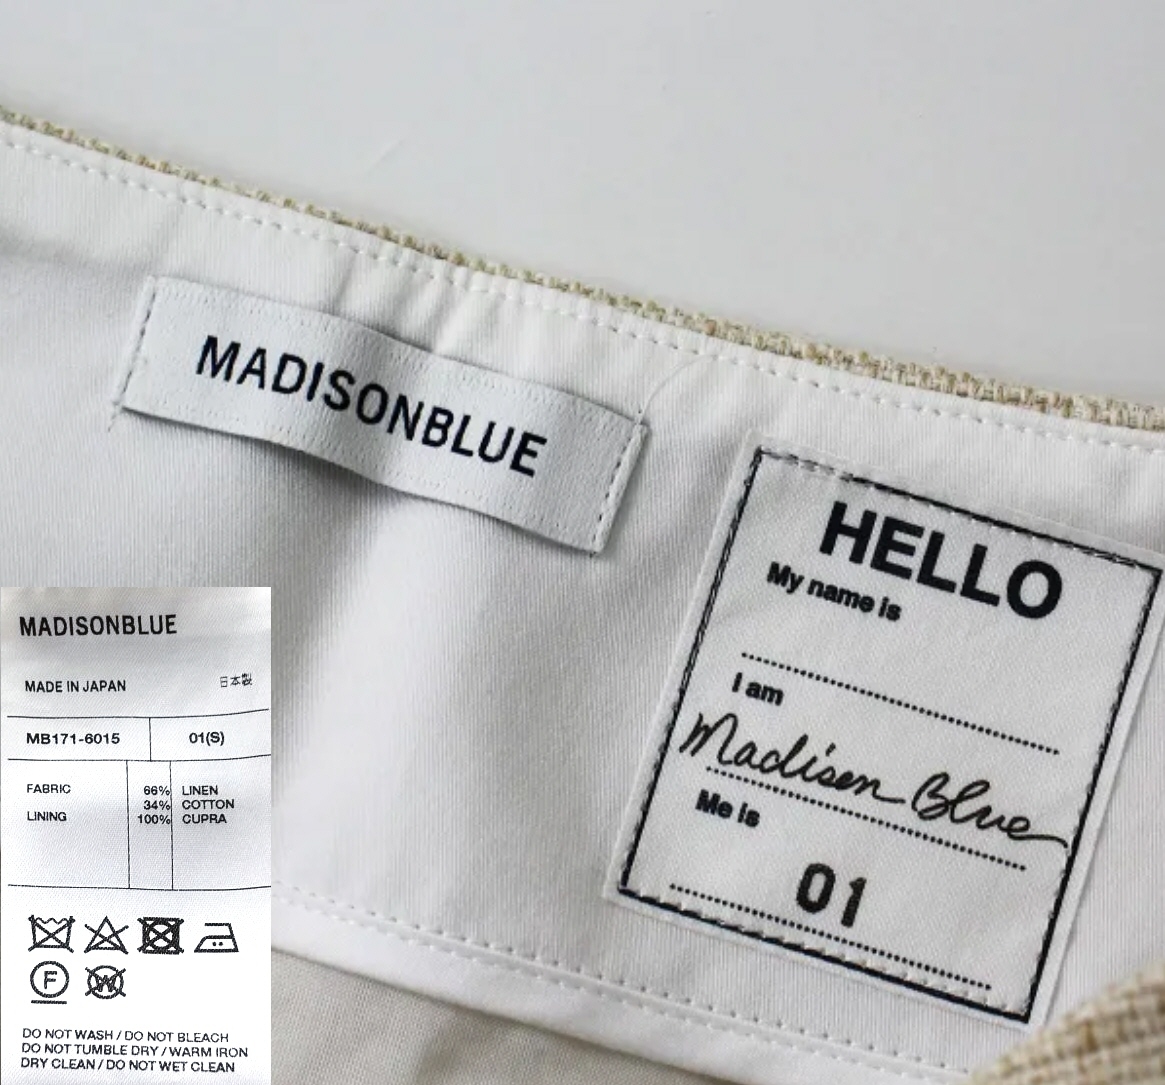 MADISONBLUE
HELLO
My name is
I am
Madisen Blue
Me is
01
MADISONBLUE
MADE IN JAPAN 日本製
MB171-6015 01(S)
FABRIC 66% LINEN
34% COTTON
LINING 100% CUPRA
F
W
DO NOT WASH / DO NOT BLEACH
DO NOT TUMBLE DRY / WARM IRON
DRY CLEAN / DO NOT WET CLEAN